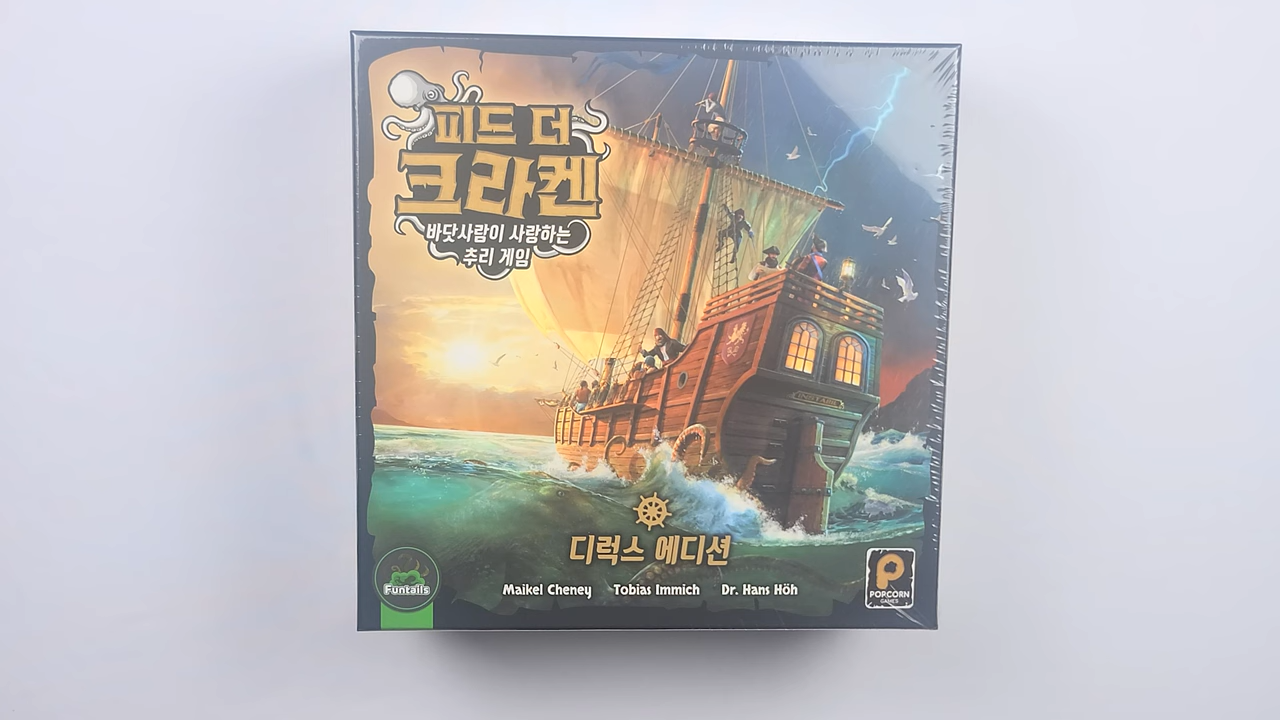 피드 더
크라켄
바닷사람이 사랑하는
추리 게임
디럭스 에디션
Maikel Cheney Tobias Immich Dr. Hans Höh
Funtails
POPCORN
GAMES